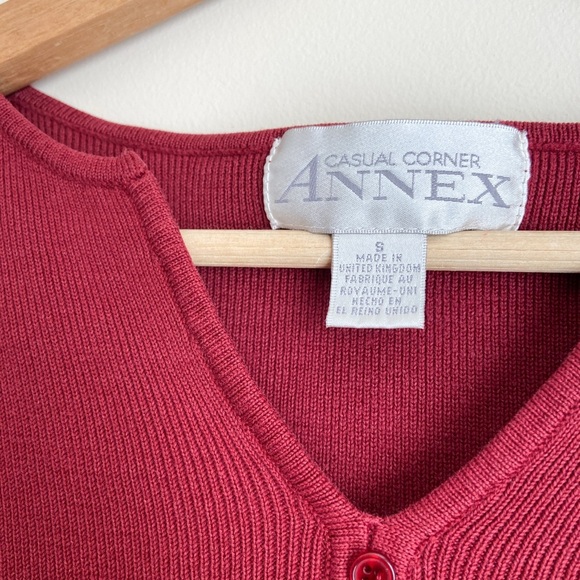 CASUAL CORNER
ANNEX
S
MADE IN
UNITED KINGDOM
FABRIQUE AU
ROYAUME-UNI
HECHO EN
EL REINO UNIDO